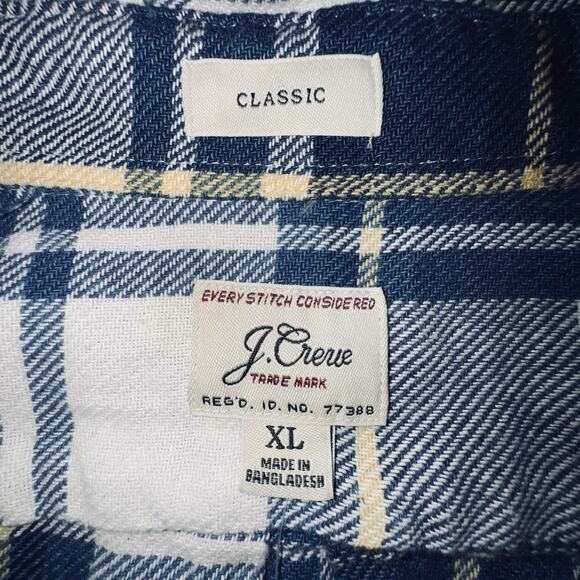 CLASSIC
EVERY STITCH CONSIDERED
J.Crew
TRADE MARK
REG'D. ID. NO. 77388
XL
MADE IN
BANGLADESH